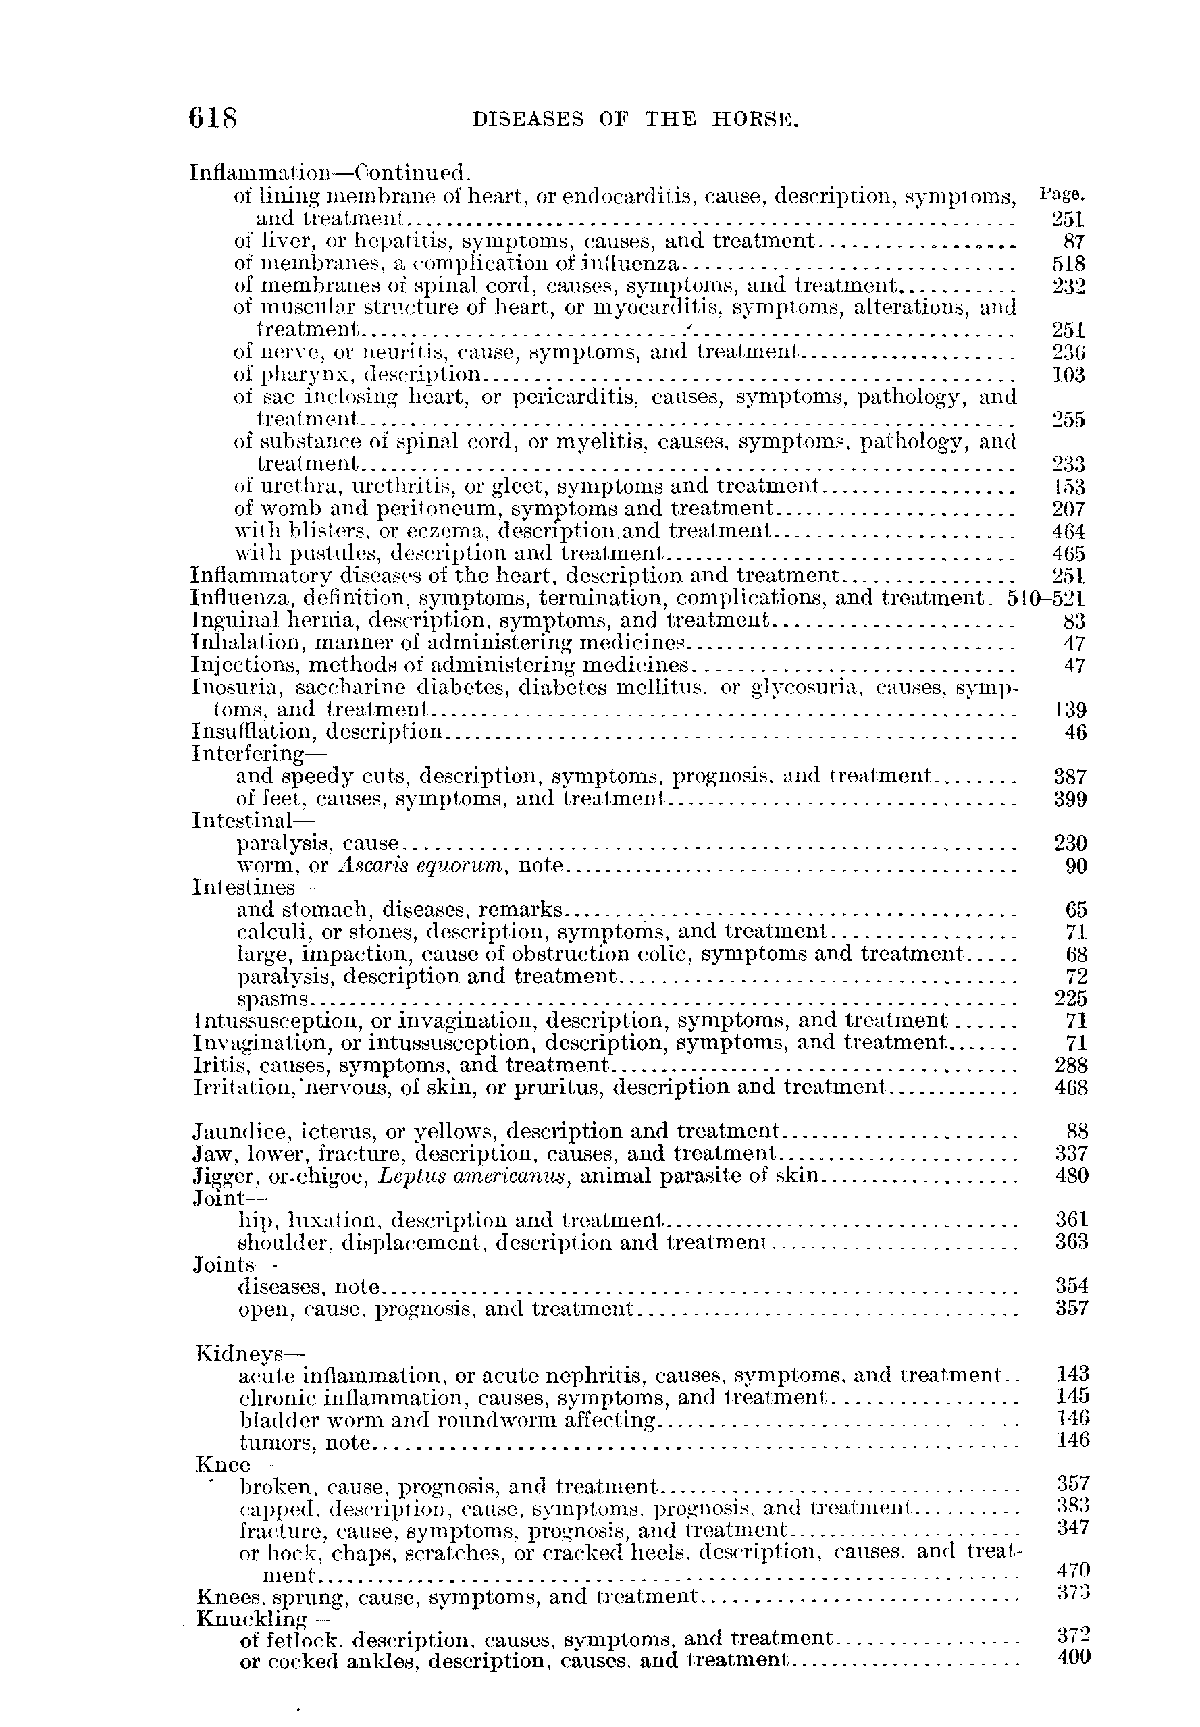 618 DISEASES OF THE HORSE.
Inflammation—Continued. Page.
of lining membrane of heart, or endocarditis, cause, description, symptoms,
and treatment 251
of liver, or hepatitis, symptoms, causes, and treatment 87
of membranes, a complication of influenza 518
of membranes of spinal cord, causes, symptoms, and treatment 232
of muscular structure of heart, or myocarditis, symptoms, alterations, and
treatment 251
of nerve, or neuritis, cause, symptoms, and treatment 236
of pharynx, description 103
of sac inclosing heart, or pericarditis, causes, symptoms, pathology, and
treatment 255
of substance of spinal cord, or myelitis, causes, symptoms, pathology, and
treatment 233
of urethra, urethritis, or gleet, symptoms and treatment 153
of womb and peritoneum, symptoms and treatment 207
with blisters, or eczema, description and treatment 464
with pustules, description and treatment 465
Inflammatory diseases of the heart, description and treatment 251
Influenza, definition, symptoms, termination, complications, and treatment 510–521
Inguinal hernia, description, symptoms, and treatment 83
Inhalation, manner of administering medicines 47
Injections, methods of administering medicines 47
Inosuria, saccharine diabetes, diabetes mellitus, or glycosuria, causes, symp-
toms, and treatment 139
Insufflation, description 46
Interfering—
and speedy cuts, description, symptoms, prognosis, and treatment 387
of feet, causes, symptoms, and treatment 399
Intestinal—
paralysis, cause 230
worm, or Ascaris equorum, note 90
Intestines—
and stomach, diseases, remarks 65
calculi, or stones, description, symptoms, and treatment 71
large, impaction, cause of obstruction colic, symptoms and treatment 68
paralysis, description and treatment 72
spasms 225
Intussusception, or invagination, description, symptoms, and treatment 71
Invagination, or intussusception, description, symptoms, and treatment 71
Iritis, causes, symptoms, and treatment 288
Irritation, nervous, of skin, or pruritus, description and treatment 468
Jaundice, icterus, or yellows, description and treatment 88
Jaw, lower, fracture, description, causes, and treatment 337
Jigger, or chigoe, Leptus americanus, animal parasite of skin 480
Joint—
hip, luxation, description and treatment 361
shoulder, displacement, description and treatment 363
Joints—
diseases, note 354
open, cause, prognosis, and treatment 357
Kidneys—
acute inflammation, or acute nephritis, causes, symptoms, and treatment 143
chronic inflammation, causes, symptoms, and treatment 145
bladder worm and roundworm affecting 146
tumors, note 146
Knee—
broken, cause, prognosis, and treatment 357
capped, description, cause, symptoms, prognosis, and treatment 383
fracture, cause, symptoms, prognosis, and treatment 347
or hock, chaps, scratches, or cracked heels, description, causes, and treat-
ment 470
Knees, sprung, cause, symptoms, and treatment 373
Knuckling—
of fetlock, description, causes, symptoms, and treatment 372
or cocked ankles, description, causes, and treatment 400